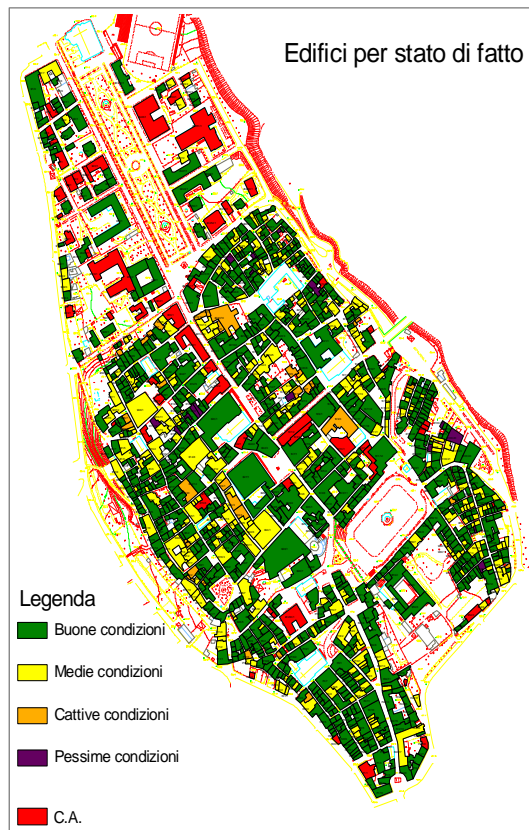 Edifici per stato di fatto
Legenda
Buone condizioni
Medie condizioni
Cattive condizioni
Pessime condizioni
C.A.